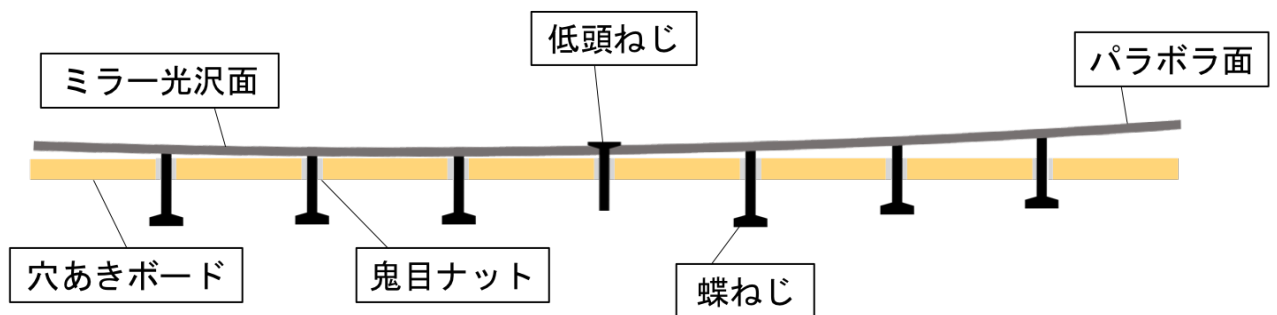 低頭ねじ
パラボラ面
ミラー光沢面
穴あきボード
鬼目ナット
蝶ねじ